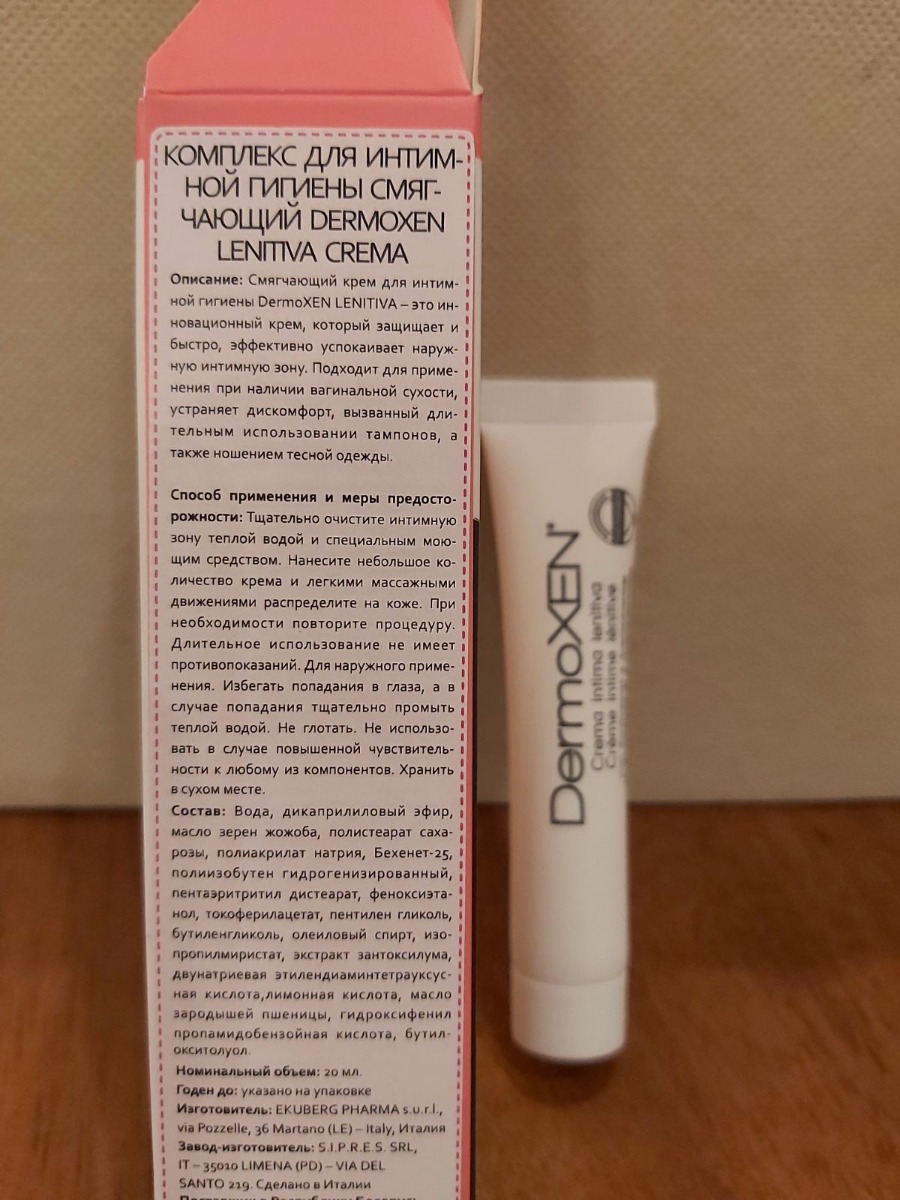 КОМПЛЕКС ДЛЯ ИНТИМ-
НОЙ ГИГИЕНЫ СМЯГ-
ЧАЮЩИЙ DERMOXEN
LENITIVA CREMA
Описание: Смягчающий крем для интим-
ной гигиены DermoXEN LENITIVA – это ин-
новационный крем, который защищает и
быстро, эффективно успокаивает наруж-
ную интимную зону. Подходит для приме-
нения при наличии вагинальной сухости,
устраняет дискомфорт, вызванный дли-
тельным использовании тампонов, а
также ношением тесной одежды.
Способ применения и меры предосто-
рожности: Тщательно очистите интимную
зону теплой водой и специальным мою-
щим средством. Нанесите небольшое ко-
личество крема и легкими массажными
движениями распределите на коже. При
необходимости повторите процедуру.
Длительное использование не имеет
противопоказаний. Для наружного приме-
нения. Избегать попадания в глаза, а в
случае попадания тщательно промыть
теплой водой. Не глотать. Не использо-
вать в случае повышенной чувствитель-
ности к любому из компонентов. Хранить
в сухом месте.
Состав: Вода, дикаприлиловый эфир,
масло зерен жожоба, полистеарат саха-
розы, полиакрилат натрия, Бехенет-25,
полиизобутен гидрогенизированный,
пентаэритритил дистеарат, феноксиэта-
нол, токоферилацетат, пентилен гликоль,
бутиленгликоль, олеиловый спирт, изо-
пропилмиристат, экстракт зантоксилума,
двунатриевая этилендиаминтетрауксус-
ная кислота,лимонная кислота, масло
зародышей пшеницы, гидроксифенил
пропамидобензойная кислота, бутил-
окситолуол.
Номинальный объем: 20 мл.
Годен до: указано на упаковке
Изготовитель: EKUBERG PHARMA s.u.r.l.,
via Pozzelle, 36 Martano (LE) – Italy, Италия
Завод-изготовитель: S.I.P.R.E.S. SRL,
IT – 35010 LIMENA (PD) – VIA DEL
SANTO 219. Сделано в Италии
DermoXEN
Crema intima lenitiva
Crème intime lénitive